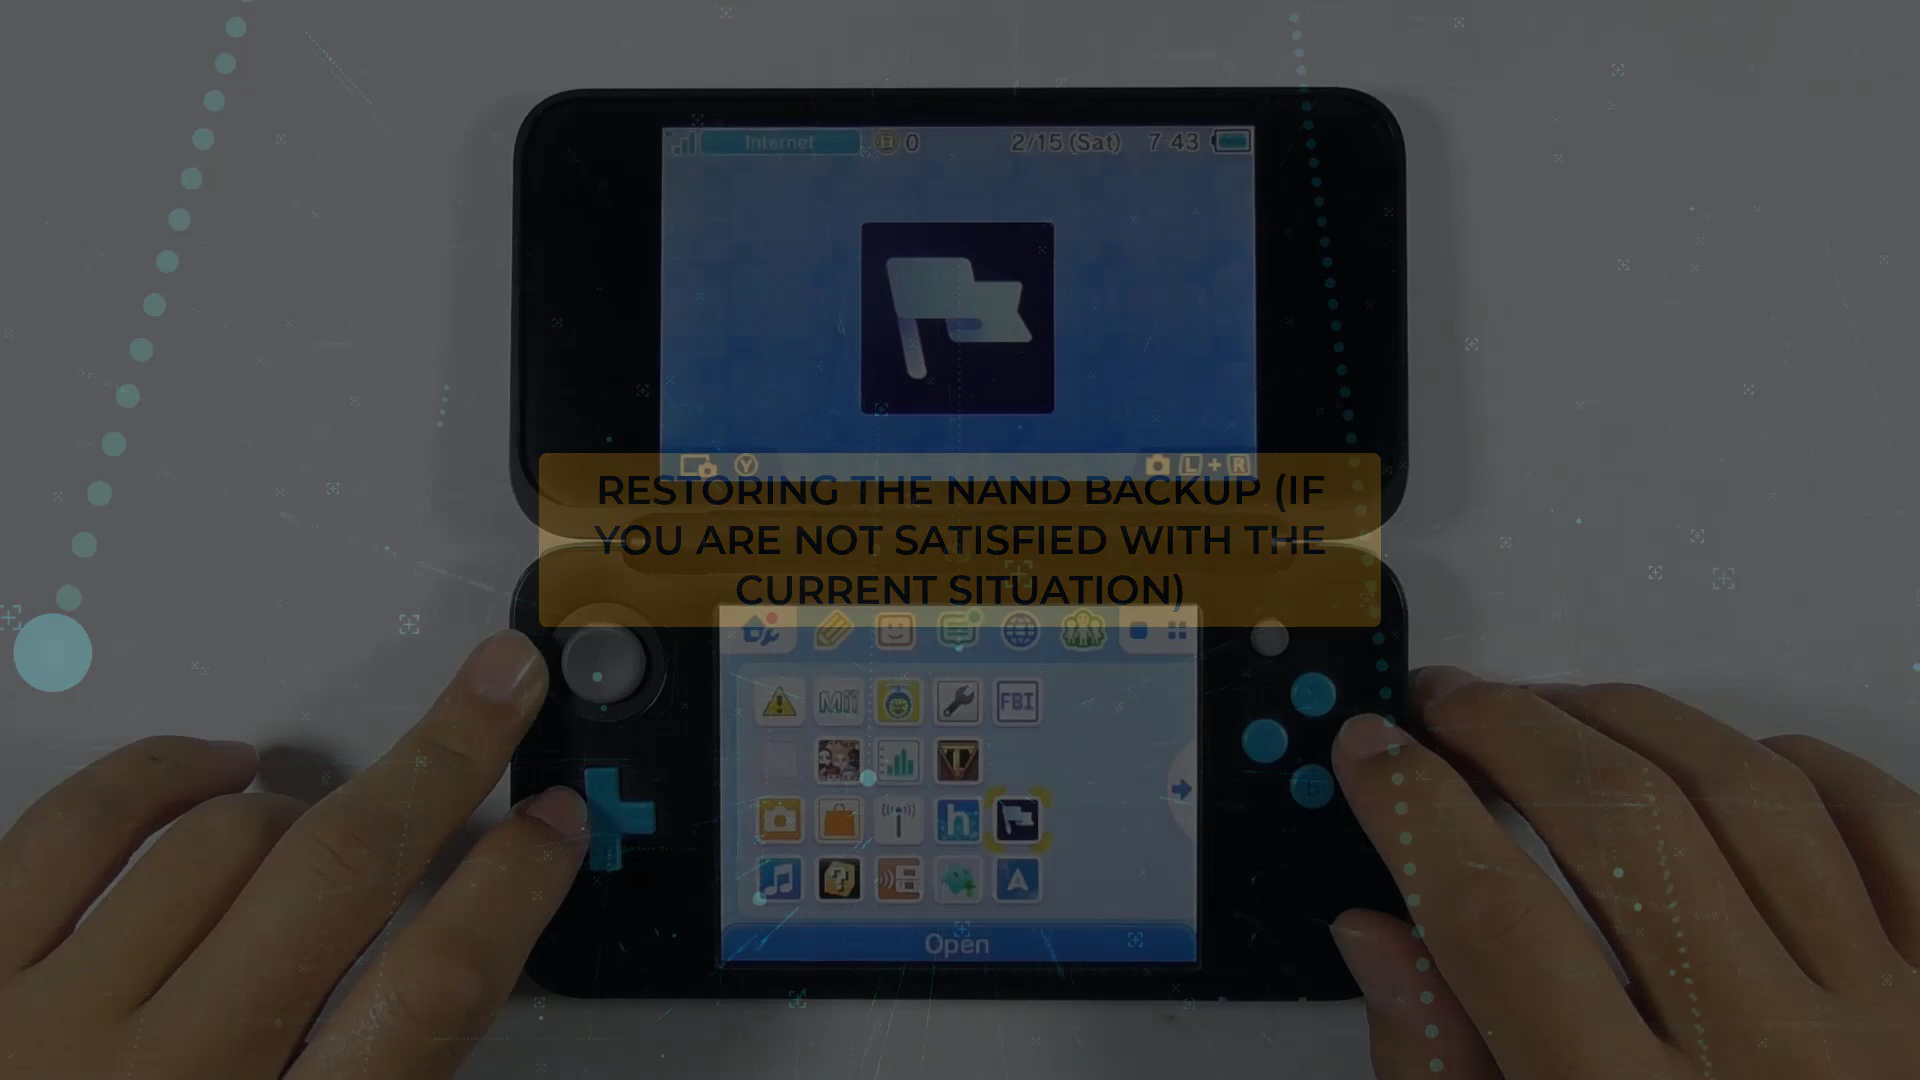 Internet 0 2/15 (Sat) 7 43
Y L + R
RESTORING THE NAND BACKUP (IF
YOU ARE NOT SATISFIED WITH THE
CURRENT SITUATION)
Mii FBI
T
h
?
A
B
Open